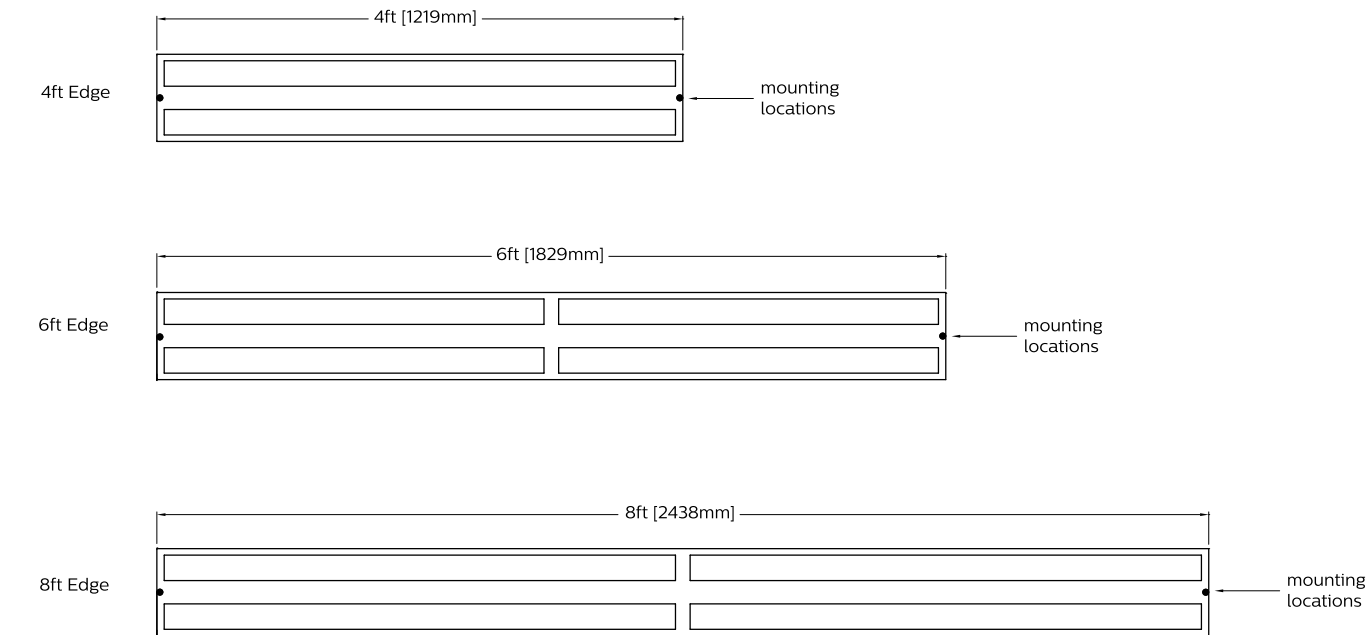 4ft [1219mm]
4ft Edge
mounting
locations
6ft [1829mm]
6ft Edge
mounting
locations
8ft [2438mm]
8ft Edge
mounting
locations